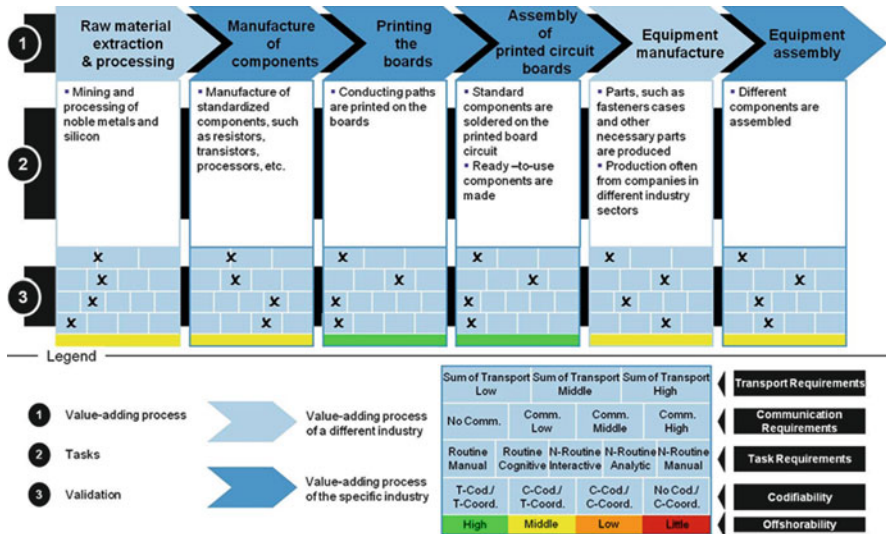 1
Raw material
extraction
& processing
Manufacture
of
components
Printing
the
boards
Assembly
of
printed circuit
boards
Equipment
manufacture
Equipment
assembly
2
▪ Mining and
processing of
noble metals and
silicon
▪ Manufacture of
standardized
components, such
as resistors,
transistors,
processors, etc.
▪ Conducting paths
are printed on the
boards
▪ Standard
components are
soldered on the
printed board
circuit
▪ Ready –to-use
components are
made
▪ Parts, such as
fasteners cases
and other
necessary parts
are produced
▪ Production often
from companies in
different industry
sectors
▪ Different
components are
assembled
3
x x x x x x
x x x x x x
x x x x x x
x x x x x x
Legend
1 Value-adding process
2 Tasks
3 Validation
Value-adding process
of a different industry
Value-adding process
of the specific industry
Sum of Transport
Low
Sum of Transport
Middle
Sum of Transport
High
Transport Requirements
No Comm.
Comm.
Low
Comm.
Middle
Comm.
High
Communication
Requirements
Routine
Manual
Routine
Cognitive
N-Routine
Interactive
N-Routine
Analytic
N-Routine
Manual
Task Requirements
T-Cod./
T-Coord.
C-Cod./
T-Coord.
C-Cod./
C-Coord.
No Cod./
C-Coord.
Codifiability
High
Middle
Low
Little
Offshorability